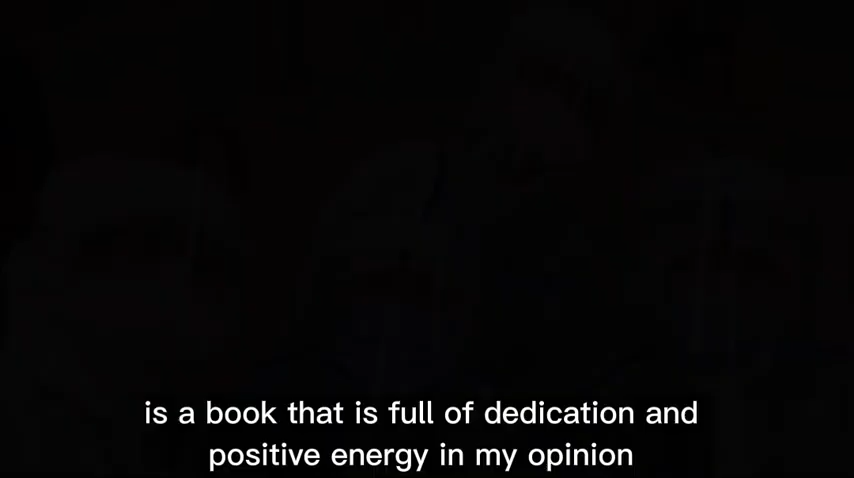 is a book that is full of dedication and
positive energy in my opinion